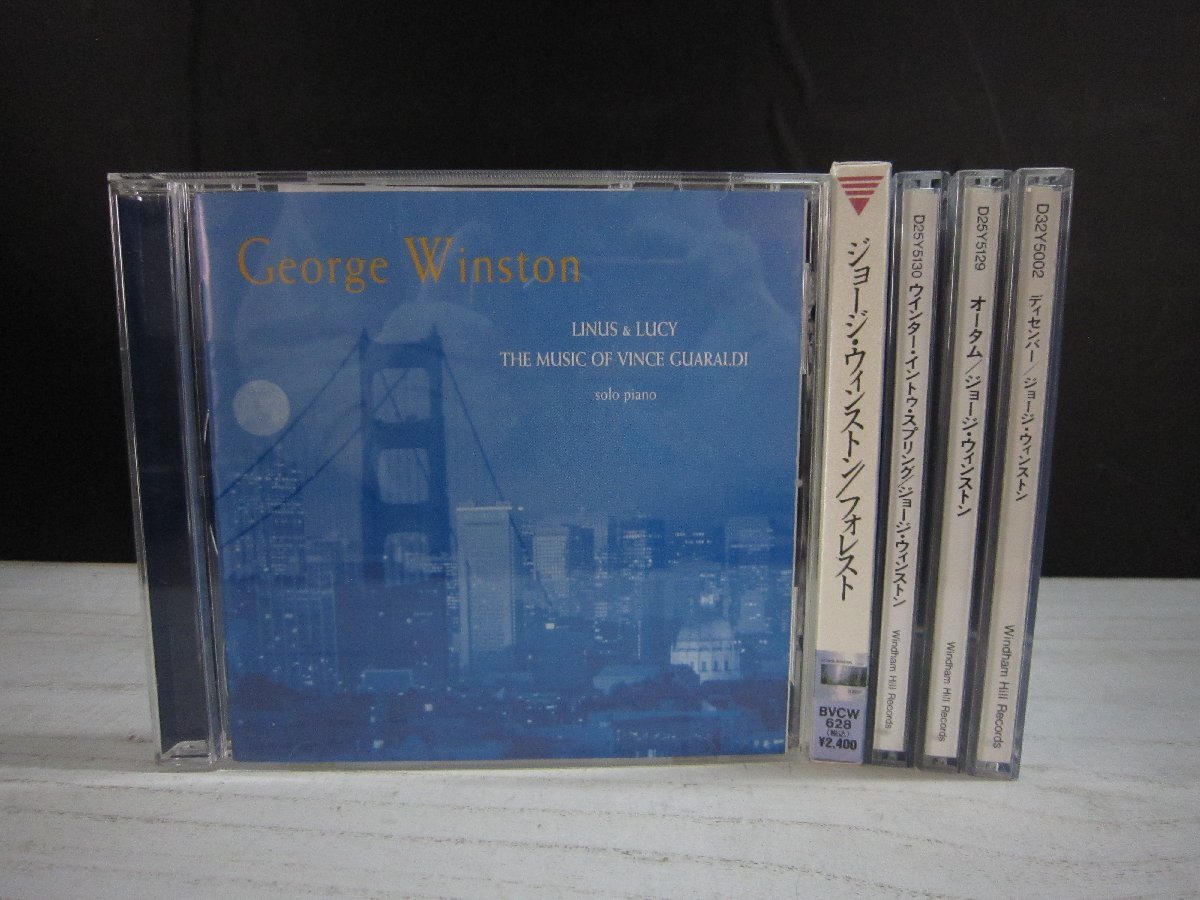 George Winston
LINUS & LUCY
THE MUSIC OF VINCE GUARALDI
solo piano
ジョージ・ウィンストン/フォレスト
BVCW
628
(税込)
¥2,400
D25Y5130 ウインター・イントゥ・スプリング/ジョージ・ウィンストン Windham Hill Records
D25Y5129 オータム/ジョージ・ウィンストン Windham Hill Records
D32Y5002 ディセンバー/ジョージ・ウィンストン Windham Hill Records